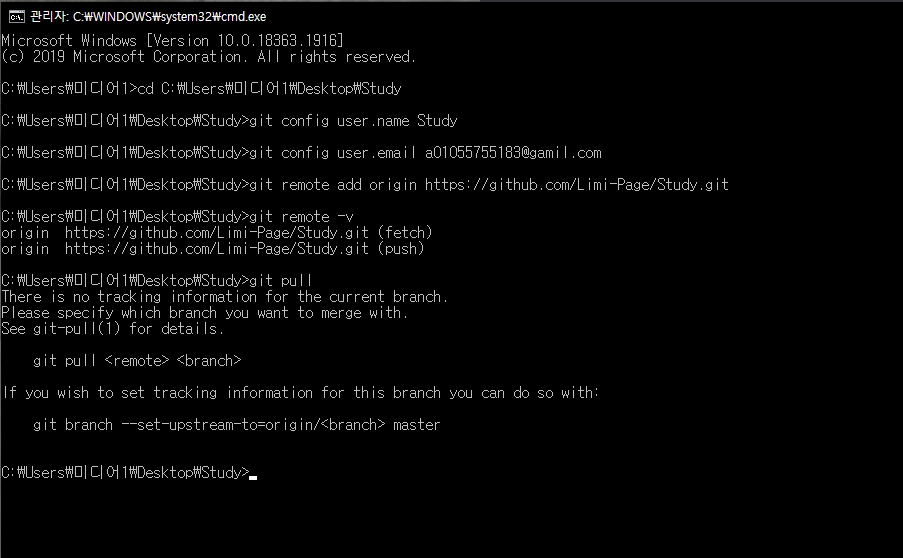 관리자: C:₩WINDOWS₩system32₩cmd.exe
Microsoft Windows [Version 10.0.18363.1916]
(c) 2019 Microsoft Corporation. All rights reserved.
C:₩Users₩미디어1>cd C:₩Users₩미디어1₩Desktop₩Study
C:₩Users₩미디어1₩Desktop₩Study>git config user.name Study
C:₩Users₩미디어1₩Desktop₩Study>git config user.email a01055755183@gamil.com
C:₩Users₩미디어1₩Desktop₩Study>git remote add origin https://github.com/Limi-Page/Study.git
C:₩Users₩미디어1₩Desktop₩Study>git remote -v
origin  https://github.com/Limi-Page/Study.git (fetch)
origin  https://github.com/Limi-Page/Study.git (push)
C:₩Users₩미디어1₩Desktop₩Study>git pull
There is no tracking information for the current branch.
Please specify which branch you want to merge with.
See git-pull(1) for details.
git pull <remote> <branch>
If you wish to set tracking information for this branch you can do so with:
git branch --set-upstream-to=origin/<branch> master
C:₩Users₩미디어1₩Desktop₩Study>